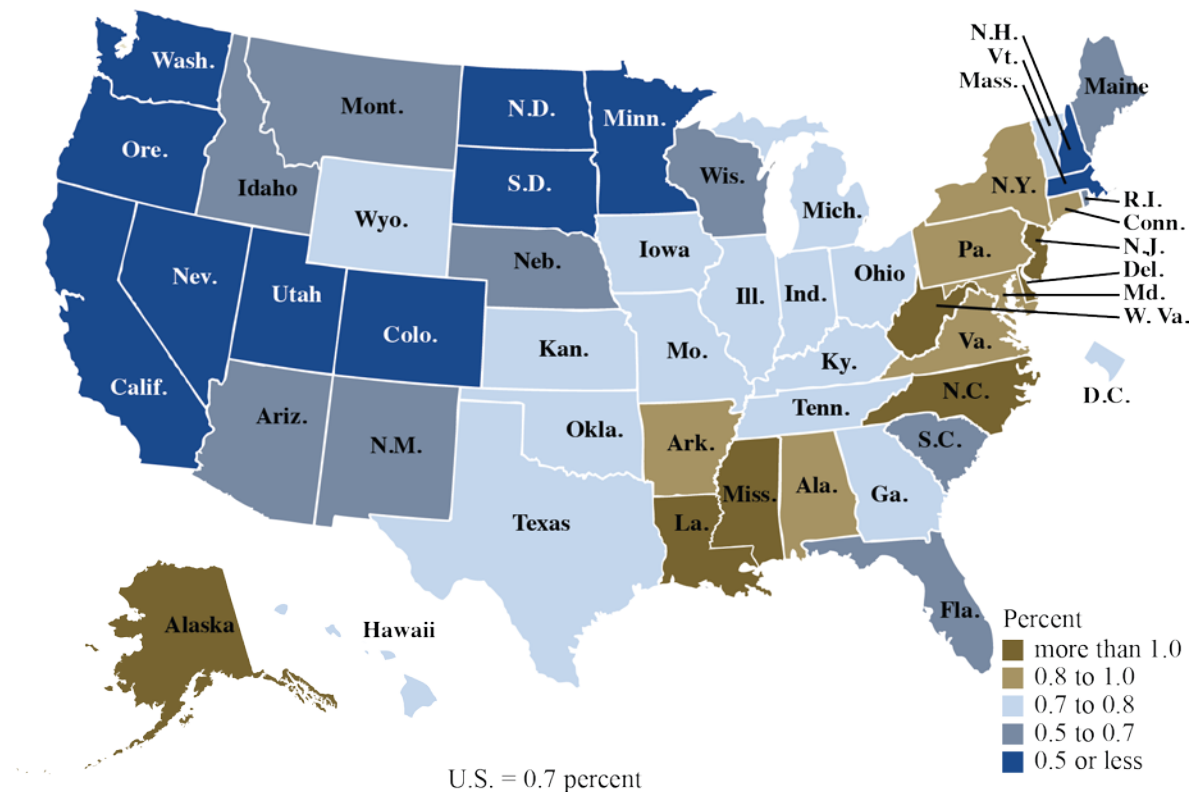 N.H.
Vt.
Mass.
Maine
Wash.
Mont.
N.D.
Minn.
Ore.
Idaho
S.D.
Wis.
N.Y.
R.I.
Conn.
N.J.
Del.
Md.
W. Va.
Wyo.
Mich.
Iowa
Pa.
Neb.
Nev.
Utah
Ill.
Ind.
Ohio
Colo.
Kan.
Mo.
Ky.
Va.
Calif.
D.C.
N.C.
Ariz.
Tenn.
Okla.
N.M.
Ark.
S.C.
Miss.
Ala.
Ga.
Texas
La.
Alaska
Hawaii
Fla.
Percent
more than 1.0
0.8 to 1.0
0.7 to 0.8
0.5 to 0.7
0.5 or less
U.S. = 0.7 percent